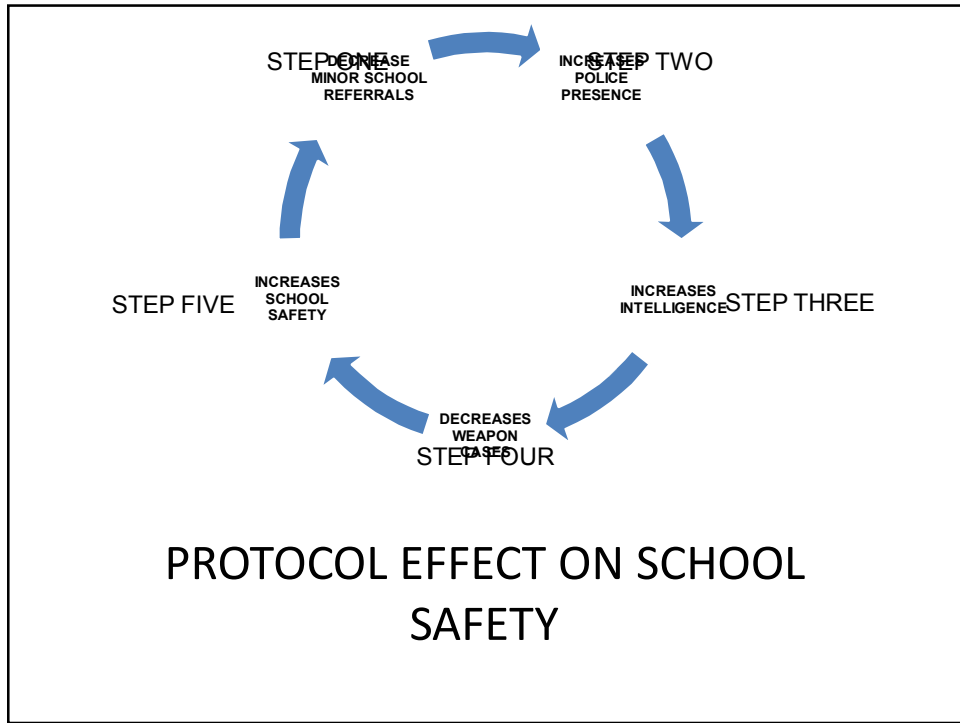 STEP ONE
DECREASE
MINOR SCHOOL
REFERRALS
STEP TWO
INCREASES
POLICE
PRESENCE
STEP THREE
INCREASES
INTELLIGENCE
STEP FOUR
DECREASES
WEAPON
CASES
STEP FIVE
INCREASES
SCHOOL
SAFETY
PROTOCOL EFFECT ON SCHOOL
SAFETY